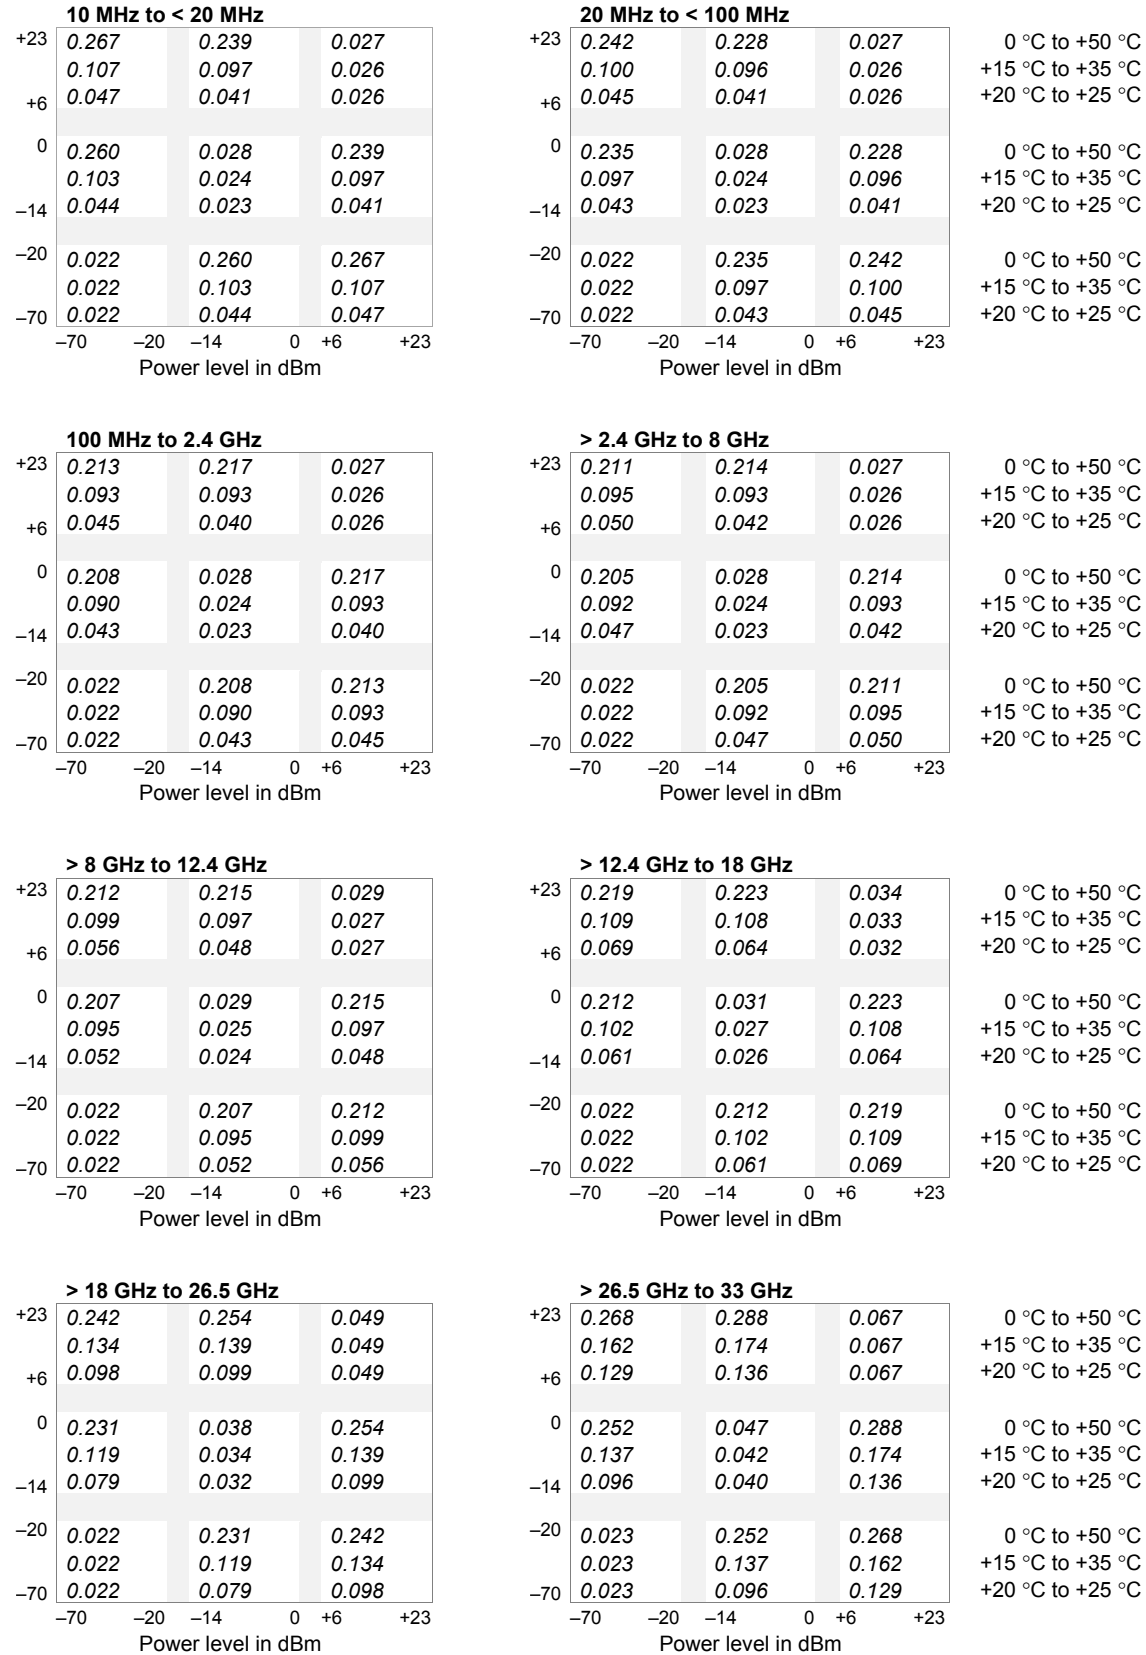 10 MHz to < 20 MHz 20 MHz to < 100 MHz
+23 0.267 0.239 0.027 +23 0.242 0.228 0.027 0 °C to +50 °C
0.107 0.097 0.026 0.100 0.096 0.026 +15 °C to +35 °C
+6 0.047 0.041 0.026 +6 0.045 0.041 0.026 +20 °C to +25 °C
0 0.260 0.028 0.239 0 0.235 0.028 0.228 0 °C to +50 °C
0.103 0.024 0.097 0.097 0.024 0.096 +15 °C to +35 °C
–14 0.044 0.023 0.041 –14 0.043 0.023 0.041 +20 °C to +25 °C
–20 0.022 0.260 0.267 –20 0.022 0.235 0.242 0 °C to +50 °C
0.022 0.103 0.107 0.022 0.097 0.100 +15 °C to +35 °C
–70 0.022 0.044 0.047 –70 0.022 0.043 0.045 +20 °C to +25 °C
–70 –20 –14 0 +6 +23 –70 –20 –14 0 +6 +23
Power level in dBm Power level in dBm
100 MHz to 2.4 GHz > 2.4 GHz to 8 GHz
+23 0.213 0.217 0.027 +23 0.211 0.214 0.027 0 °C to +50 °C
0.093 0.093 0.026 0.095 0.093 0.026 +15 °C to +35 °C
+6 0.045 0.040 0.026 +6 0.050 0.042 0.026 +20 °C to +25 °C
0 0.208 0.028 0.217 0 0.205 0.028 0.214 0 °C to +50 °C
0.090 0.024 0.093 0.092 0.024 0.093 +15 °C to +35 °C
–14 0.043 0.023 0.040 –14 0.047 0.023 0.042 +20 °C to +25 °C
–20 0.022 0.208 0.213 –20 0.022 0.205 0.211 0 °C to +50 °C
0.022 0.090 0.093 0.022 0.092 0.095 +15 °C to +35 °C
–70 0.022 0.043 0.045 –70 0.022 0.047 0.050 +20 °C to +25 °C
–70 –20 –14 0 +6 +23 –70 –20 –14 0 +6 +23
Power level in dBm Power level in dBm
> 8 GHz to 12.4 GHz > 12.4 GHz to 18 GHz
+23 0.212 0.215 0.029 +23 0.219 0.223 0.034 0 °C to +50 °C
0.099 0.097 0.027 0.109 0.108 0.033 +15 °C to +35 °C
+6 0.056 0.048 0.027 +6 0.069 0.064 0.032 +20 °C to +25 °C
0 0.207 0.029 0.215 0 0.212 0.031 0.223 0 °C to +50 °C
0.095 0.025 0.097 0.102 0.027 0.108 +15 °C to +35 °C
–14 0.052 0.024 0.048 –14 0.061 0.026 0.064 +20 °C to +25 °C
–20 0.022 0.207 0.212 –20 0.022 0.212 0.219 0 °C to +50 °C
0.022 0.095 0.099 0.022 0.102 0.109 +15 °C to +35 °C
–70 0.022 0.052 0.056 –70 0.022 0.061 0.069 +20 °C to +25 °C
–70 –20 –14 0 +6 +23 –70 –20 –14 0 +6 +23
Power level in dBm Power level in dBm
> 18 GHz to 26.5 GHz > 26.5 GHz to 33 GHz
+23 0.242 0.254 0.049 +23 0.268 0.288 0.067 0 °C to +50 °C
0.134 0.139 0.049 0.162 0.174 0.067 +15 °C to +35 °C
+6 0.098 0.099 0.049 +6 0.129 0.136 0.067 +20 °C to +25 °C
0 0.231 0.038 0.254 0 0.252 0.047 0.288 0 °C to +50 °C
0.119 0.034 0.139 0.137 0.042 0.174 +15 °C to +35 °C
–14 0.079 0.032 0.099 –14 0.096 0.040 0.136 +20 °C to +25 °C
–20 0.022 0.231 0.242 –20 0.023 0.252 0.268 0 °C to +50 °C
0.022 0.119 0.134 0.023 0.137 0.162 +15 °C to +35 °C
–70 0.022 0.079 0.098 –70 0.023 0.096 0.129 +20 °C to +25 °C
–70 –20 –14 0 +6 +23 –70 –20 –14 0 +6 +23
Power level in dBm Power level in dBm